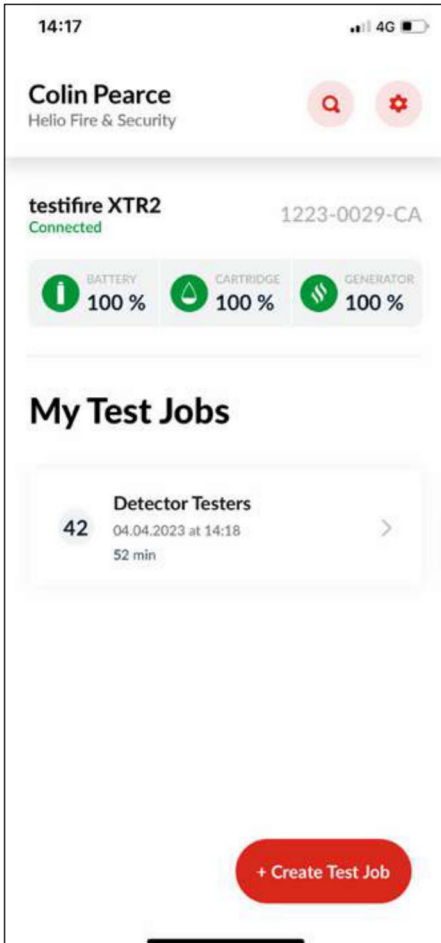 14:17 4G
Colin Pearce
Helio Fire & Security
testifire XTR2 1223-0029-CA
Connected
BATTERY CARTRIDGE GENERATOR
100 % 100 % 100 %
My Test Jobs
Detector Testers
42 04.04.2023 at 14:18
52 min
+ Create Test Job